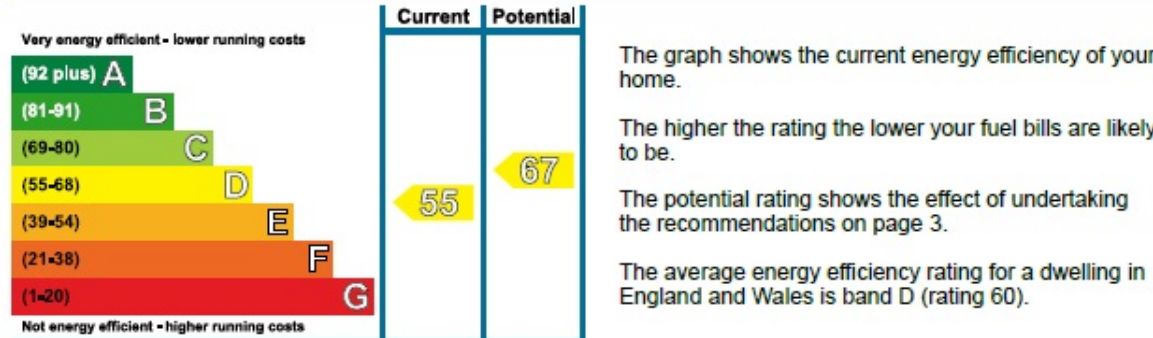 Current Potential
Very energy efficient - lower running costs
(92 plus) A
(81-91) B
(69-80) C
(55-68) D
(39-54) E
(21-38) F
(1-20) G
Not energy efficient - higher running costs
55
67
The graph shows the current energy efficiency of your
home.
The higher the rating the lower your fuel bills are likely
to be.
The potential rating shows the effect of undertaking
the recommendations on page 3.
The average energy efficiency rating for a dwelling in
England and Wales is band D (rating 60).